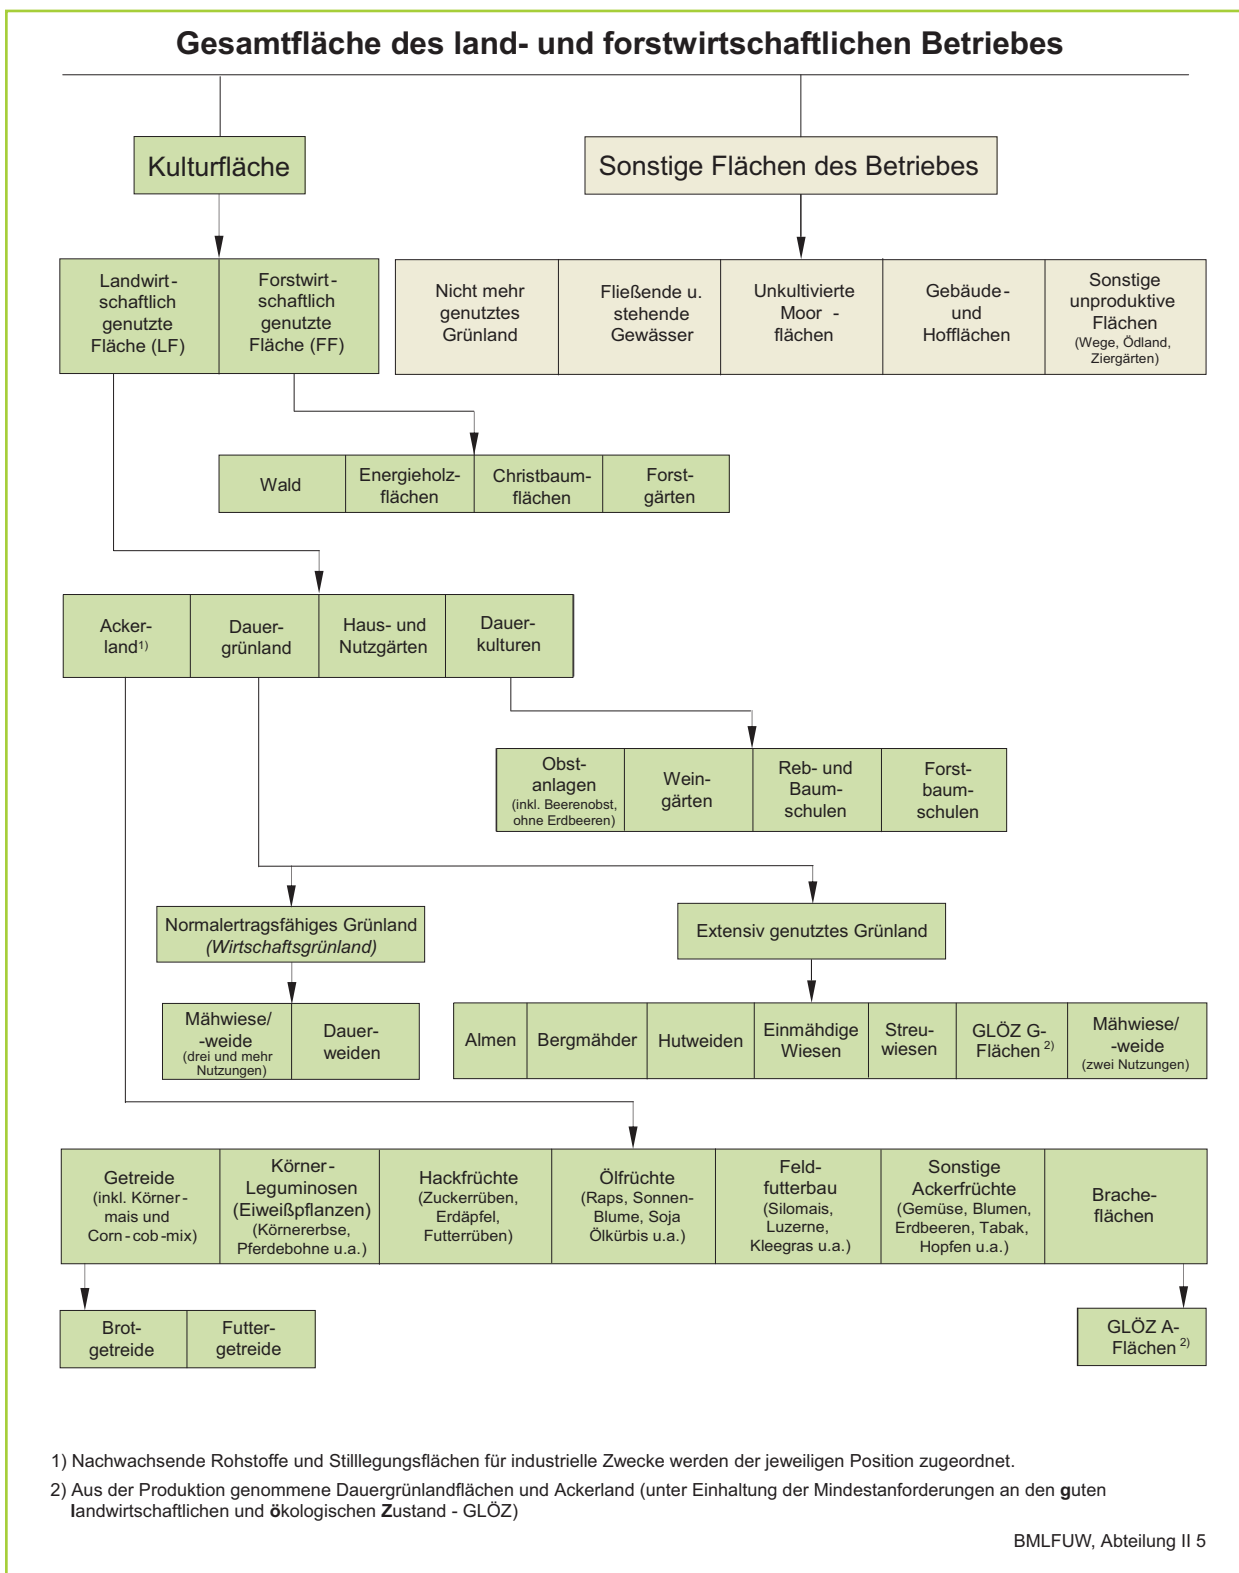 Gesamtfläche des land- und forstwirtschaftlichen Betriebes
Kulturfläche
Sonstige Flächen des Betriebes
Landwirt-
schaftlich
genutzte
Fläche (LF)
Forstwirt-
schaftlich
genutzte
Fläche (FF)
Nicht mehr
genutztes
Grünland
Fließende u.
stehende
Gewässer
Unkultivierte
Moor -
flächen
Gebäude-
und
Hofflächen
Sonstige
unproduktive
Flächen
(Wege, Ödland,
Ziergärten)
Wald
Energieholz-
flächen
Christbaum-
flächen
Forst-
gärten
Acker-
land1)
Dauer-
grünland
Haus- und
Nutzgärten
Dauer-
kulturen
Obst-
anlagen
(inkl. Beerenobst,
ohne Erdbeeren)
Wein-
gärten
Reb- und
Baum-
schulen
Forst-
baum-
schulen
Normalertragsfähiges Grünland
(Wirtschaftsgrünland)
Extensiv genutztes Grünland
Mähwiese/
-weide
(drei und mehr
Nutzungen)
Dauer-
weiden
Almen
Bergmähder
Hutweiden
Einmähdige
Wiesen
Streu-
wiesen
GLÖZ G-
Flächen 2)
Mähwiese/
-weide
(zwei Nutzungen)
Getreide
(inkl. Körner-
mais und
Corn-cob-mix)
Körner-
Leguminosen
(Eiweißpflanzen)
(Körnererbse,
Pferdebohne u.a.)
Hackfrüchte
(Zuckerrüben,
Erdäpfel,
Futterrüben)
Ölfrüchte
(Raps, Sonnen-
Blume, Soja
Ölkürbis u.a.)
Feld-
futterbau
(Silomais,
Luzerne,
Kleegras u.a.)
Sonstige
Ackerfrüchte
(Gemüse, Blumen,
Erdbeeren, Tabak,
Hopfen u.a.)
Brache-
flächen
Brot-
getreide
Futter-
getreide
GLÖZ A-
Flächen 2)
1) Nachwachsende Rohstoffe und Stilllegungsflächen für industrielle Zwecke werden der jeweiligen Position zugeordnet.
2) Aus der Produktion genommene Dauergrünlandflächen und Ackerland (unter Einhaltung der Mindestanforderungen an den guten
landwirtschaftlichen und ökologischen Zustand - GLÖZ)
BMLFUW, Abteilung II 5